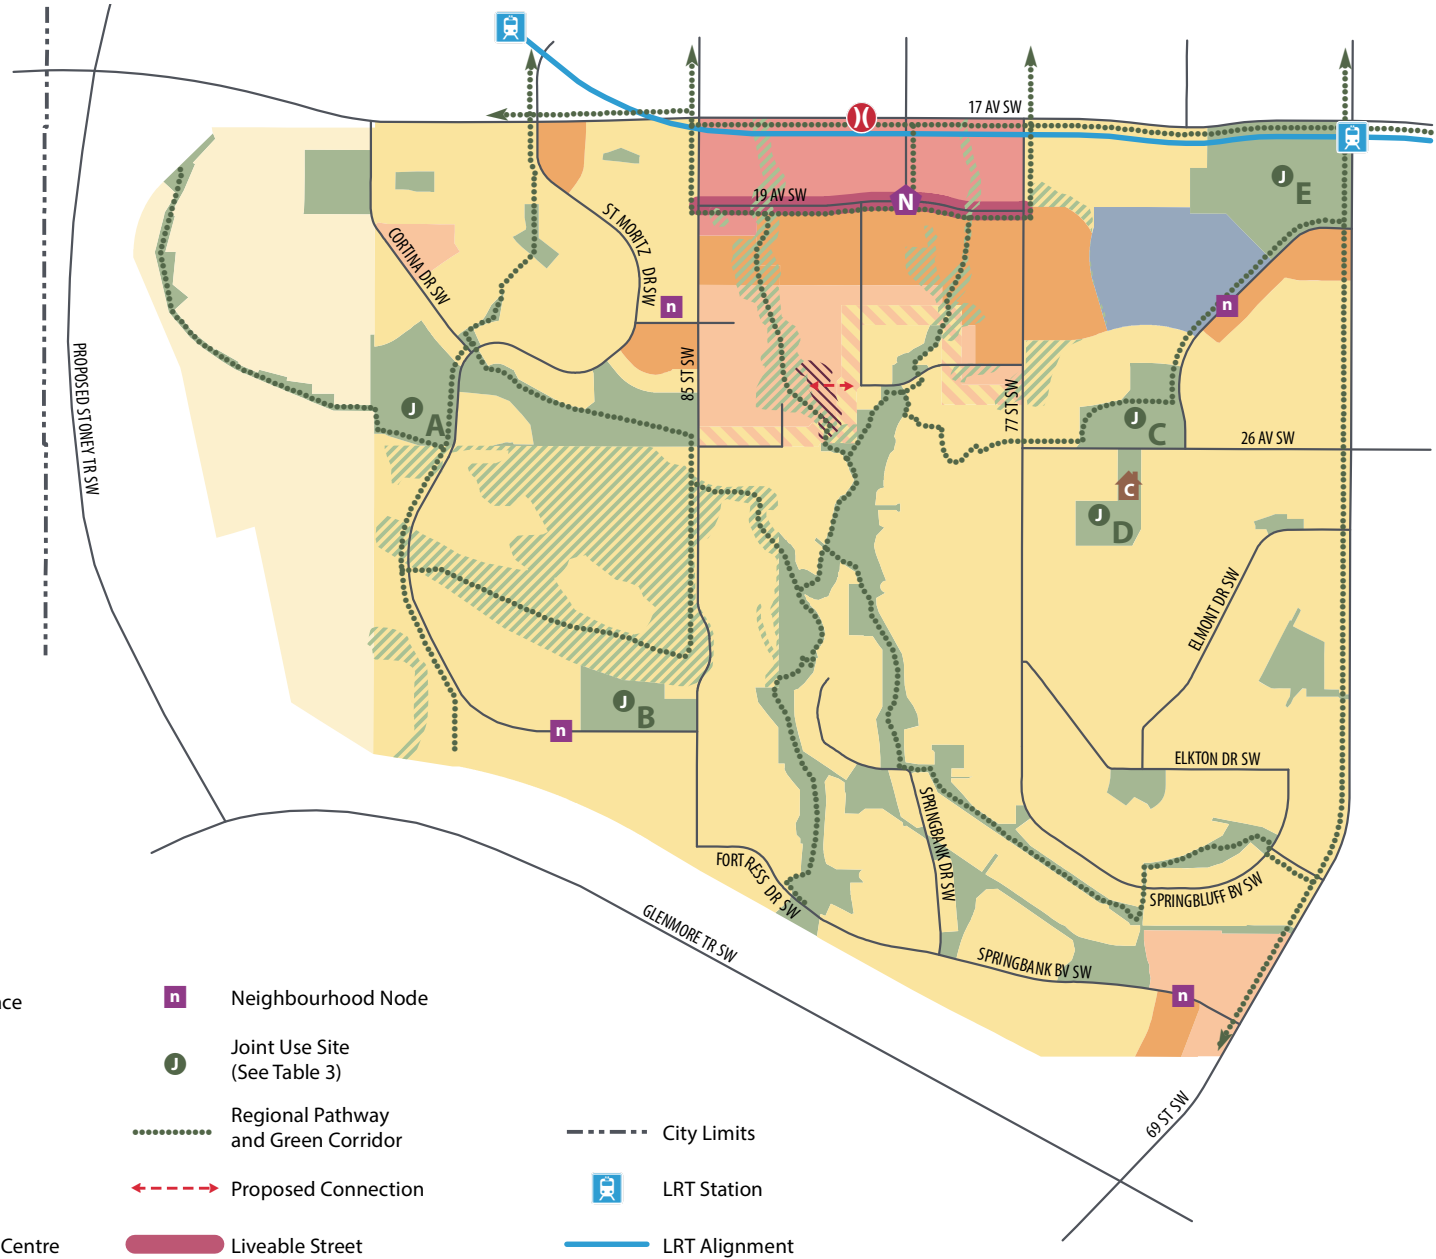 17 AV SW
J
E
19 AV SW
N
ST MORITZ DR SW
CORTINA DR SW
n
n
PROPOSED STONEY TR SW
85 ST SW
77 ST SW
J
A
J
C
26 AV SW
C
J
D
ELMONT DR SW
J
B
n
ELKTON DR SW
SPRINGBANK DR SW
FORTRESS DR SW
SPRINGBLUFF BV SW
GLENMORE TR SW
SPRINGBANK BV SW
n
69 ST SW
n Neighbourhood Node
J Joint Use Site
(See Table 3)
Regional Pathway
and Green Corridor
City Limits
Proposed Connection
LRT Station
Centre
Liveable Street
LRT Alignment